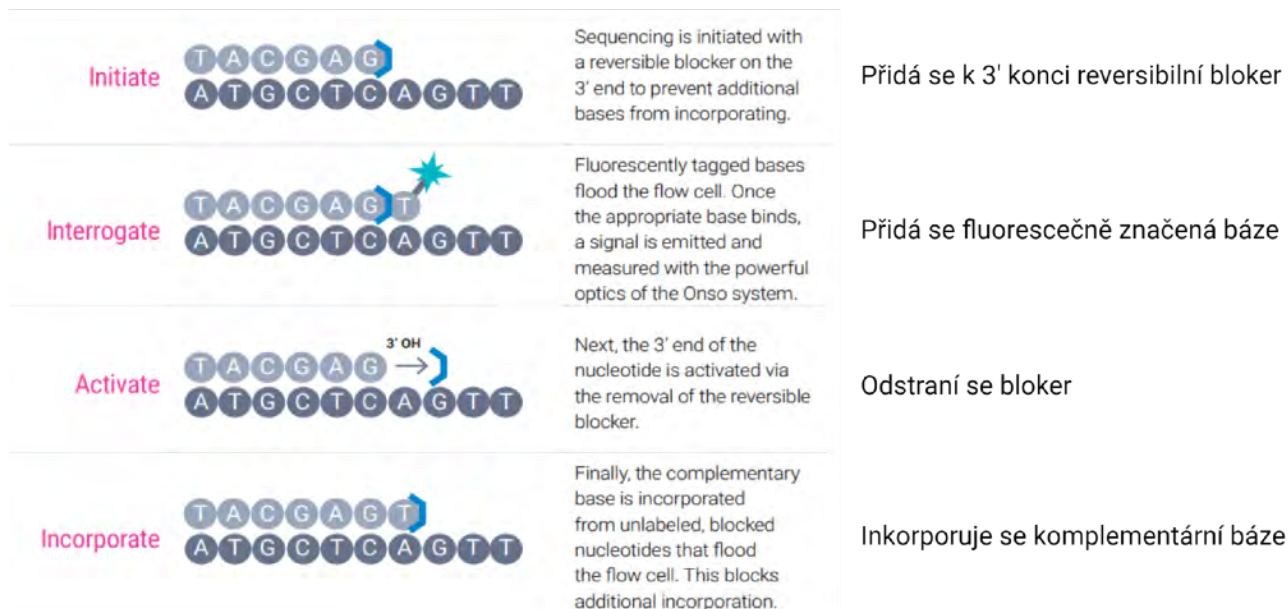 Initiate
TACGAG
ATGCTCAGTT
Sequencing is initiated with
a reversible blocker on the
3' end to prevent additional
bases from incorporating.
Přidá se k 3' konci reversibilní bloker
Interrogate
TACGAGT
ATGCTCAGTT
Fluorescently tagged bases
flood the flow cell. Once
the appropriate base binds,
a signal is emitted and
measured with the powerful
optics of the Onso system.
Přidá se fluorescečně značená báze
Activate
3' OH
TACGAG
ATGCTCAGTT
Next, the 3' end of the
nucleotide is activated via
the removal of the reversible
blocker.
Odstraní se bloker
Incorporate
TACGAGT
ATGCTCAGTT
Finally, the complementary
base is incorporated
from unlabeled, blocked
nucleotides that flood
the flow cell. This blocks
additional incorporation.
Inkorporuje se komplementární báze